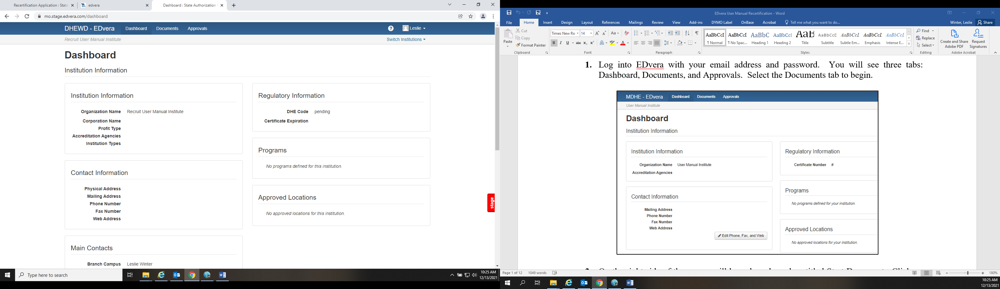 Recertification Application : State
edvera
Dashboard : State Authorization
mo.stage.edvera.com/dashboard
DHEWD - EDvera Dashboard Documents Approvals Leslie
Recruit User Manual Institute Switch Institutions
Dashboard
Institution Information
Institution Information
Organization Name Recruit User Manual Institute
Corporation Name
Profit Type
Accreditation Agencies
Institution Types
Contact Information
Physical Address
Mailing Address
Phone Number
Fax Number
Web Address
Main Contacts
Branch Campus Leslie Winter
Regulatory Information
DHE Code pending
Certificate Expiration
Programs
No programs defined for this institution.
Approved Locations
No approved locations for this institution.
stage
Type here to search
10:25 AM
12/13/2021
EDvera User Manual Recertification - Word
File Home Insert Design Layout References Mailings Review View Add-ins DYMO Label OnBase Acrobat Tell me what you want to do... Winter, Leslie Share
Paste
Cut
Copy
Format Painter
Clipboard
Times New Ro 14
Font
Paragraph
AaBbCcI AaBbCcI AaBbC AaBbCcl AaB AaBbCcD AaBbCcL AaBbCcL AaBbCcL
¶ Normal ¶ No Spac... Heading 1 Heading 2 Title Subtitle Subtle Em... Emphasis Intense E...
Styles
Find
Replace
Select
Editing
Create and Share Adobe PDF
Request Signatures
Adobe Acrobat
1. Log into EDvera with your email address and password. You will see three tabs:
Dashboard, Documents, and Approvals. Select the Documents tab to begin.
MDHE - EDvera Dashboard Documents Approvals
User Manual Institute
Dashboard
Institution Information
Institution Information
Organization Name User Manual Institute
Accreditation Agencies
Contact Information
Mailing Address
Phone Number
Fax Number
Web Address
Edit Phone, Fax, and Web
Regulatory Information
Certificate Number #
Programs
No programs defined for your institution.
Approved Locations
No approved locations for your institution.
Page 1 of 12 1049 words
180%
10:25 AM
12/13/2021